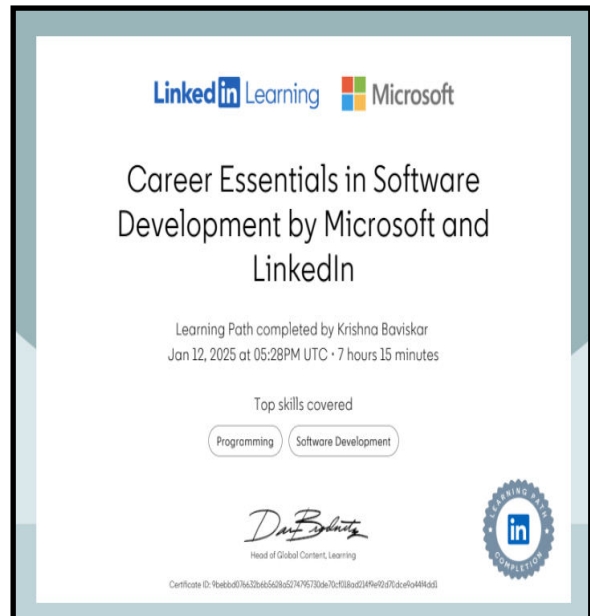 Linked in Learning Microsoft
Career Essentials in Software
Development by Microsoft and
LinkedIn
Learning Path completed by Krishna Baviskar
Jan 12, 2025 at 05:28PM UTC • 7 hours 15 minutes
Top skills covered
Programming Software Development
Head of Global Content, Learning
LEARNING PATH
in
COMPLETION
Certificate ID: